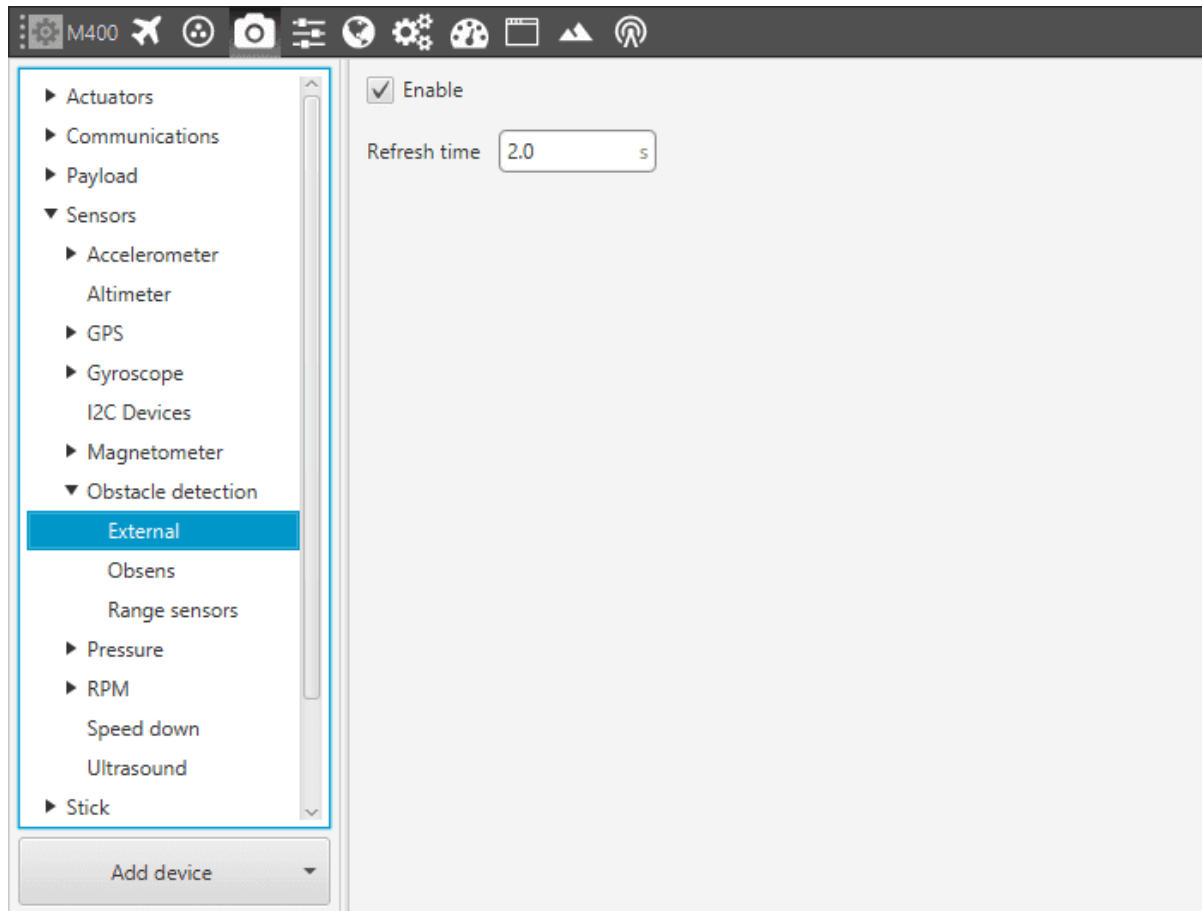 M400
Actuators
Communications
Payload
Sensors
Accelerometer
Altimeter
GPS
Gyroscope
I2C Devices
Magnetometer
Obstacle detection
External
Obsens
Range sensors
Pressure
RPM
Speed down
Ultrasound
Stick
Add device
Enable
Refresh time 2.0 s